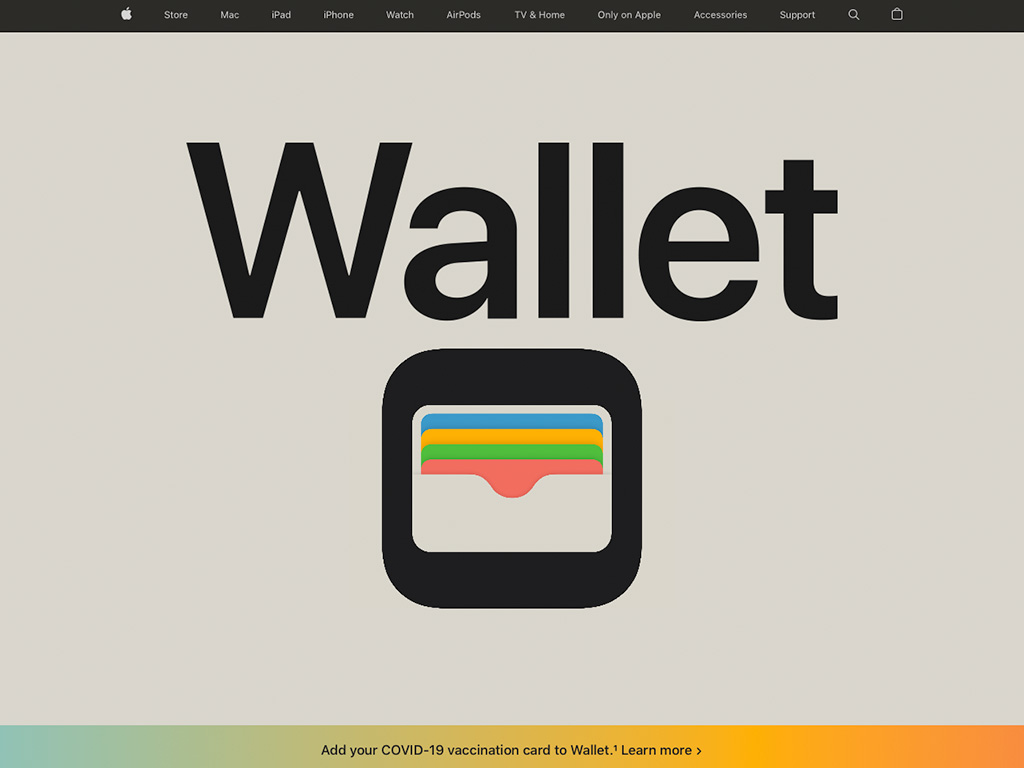 Store Mac iPad iPhone Watch AirPods TV & Home Only on Apple Accessories Support
Wallet
Add your COVID-19 vaccination card to Wallet.¹ Learn more ›